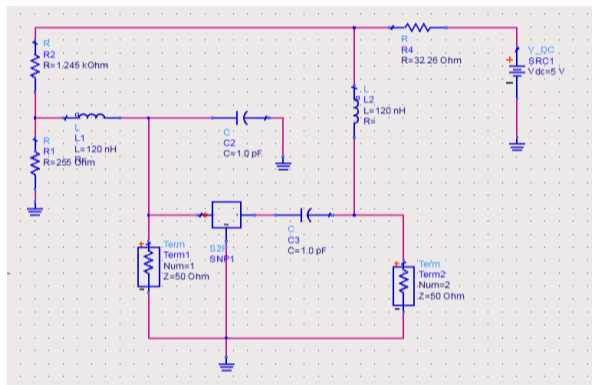 R
R2
R=1.245 kOhm
R
R4
R=32.26 Ohm
V_DC
SRC1
Vdc=5 V
L
L2
L=120 nH
R=
L
L1
L=120 nH
R=
R
R1
R=255 Ohm
C
C2
C=1.0 pF
S2P
SNP1
C
C3
C=1.0 pF
Term
Term1
Num=1
Z=50 Ohm
Term
Term2
Num=2
Z=50 Ohm